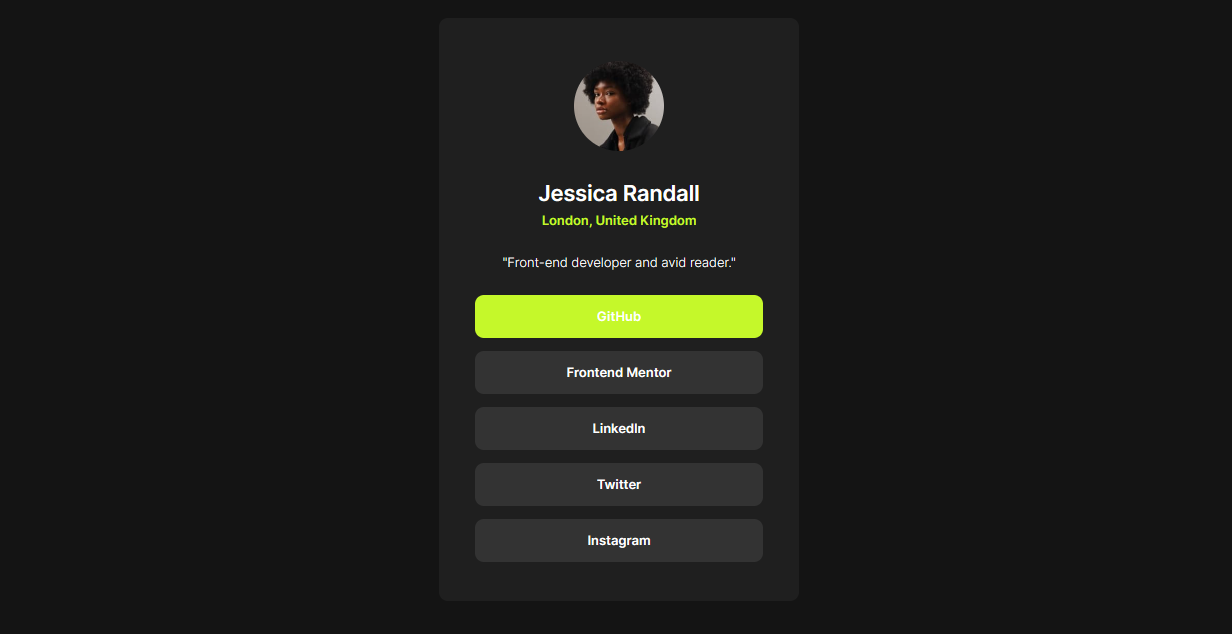 Jessica Randall
London, United Kingdom
"Front-end developer and avid reader."
GitHub
Frontend Mentor
LinkedIn
Twitter
Instagram